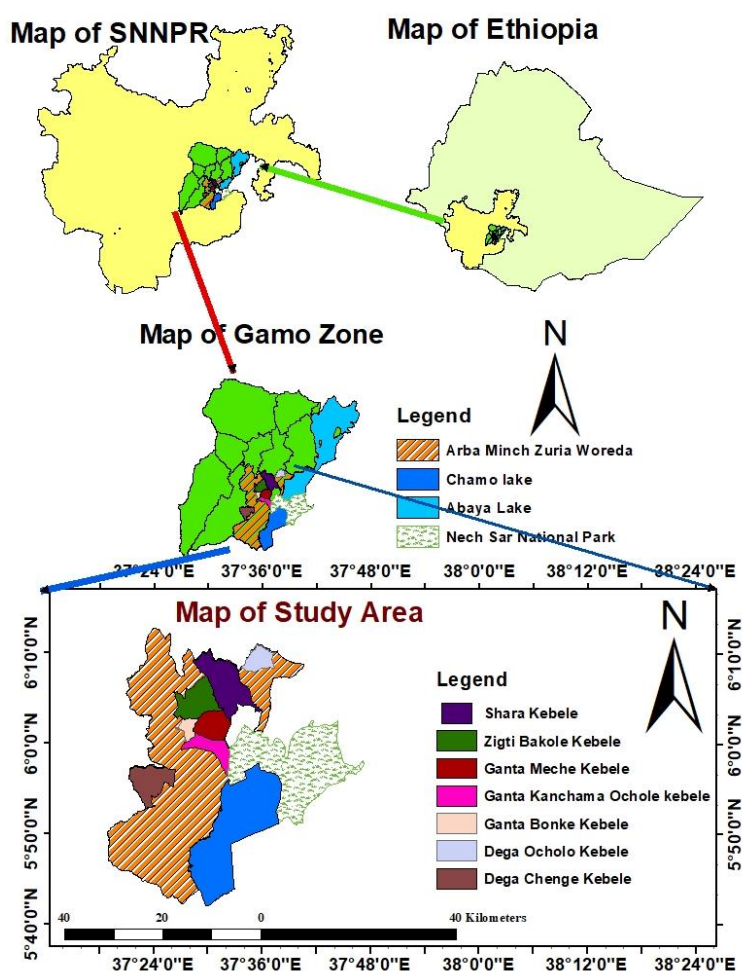 Map of SNNPR
Map of Ethiopia
Map of Gamo Zone
N
Legend
Arba Minch Zuria Woreda
Chamo lake
Abaya Lake
Nech Sar National Park
37°24'0"E 37°36'0"E 37°48'0"E 38°0'0"E 38°12'0"E 38°24'0"E
Map of Study Area
N
Legend
Shara Kebele
Zigti Bakole Kebele
Ganta Meche Kebele
Ganta Kanchama Ochole kebele
Ganta Bonke Kebele
Dega Ocholo Kebele
Dega Chenge Kebele
6°10'0"N
6°0'0"N
5°50'0"N
5°40'0"N
6°10'0"N
6°0'0"N
5°50'0"N
5°40'0"N
40 20 0 40 Kilometers
37°24'0"E 37°36'0"E 37°48'0"E 38°0'0"E 38°12'0"E 38°24'0"E